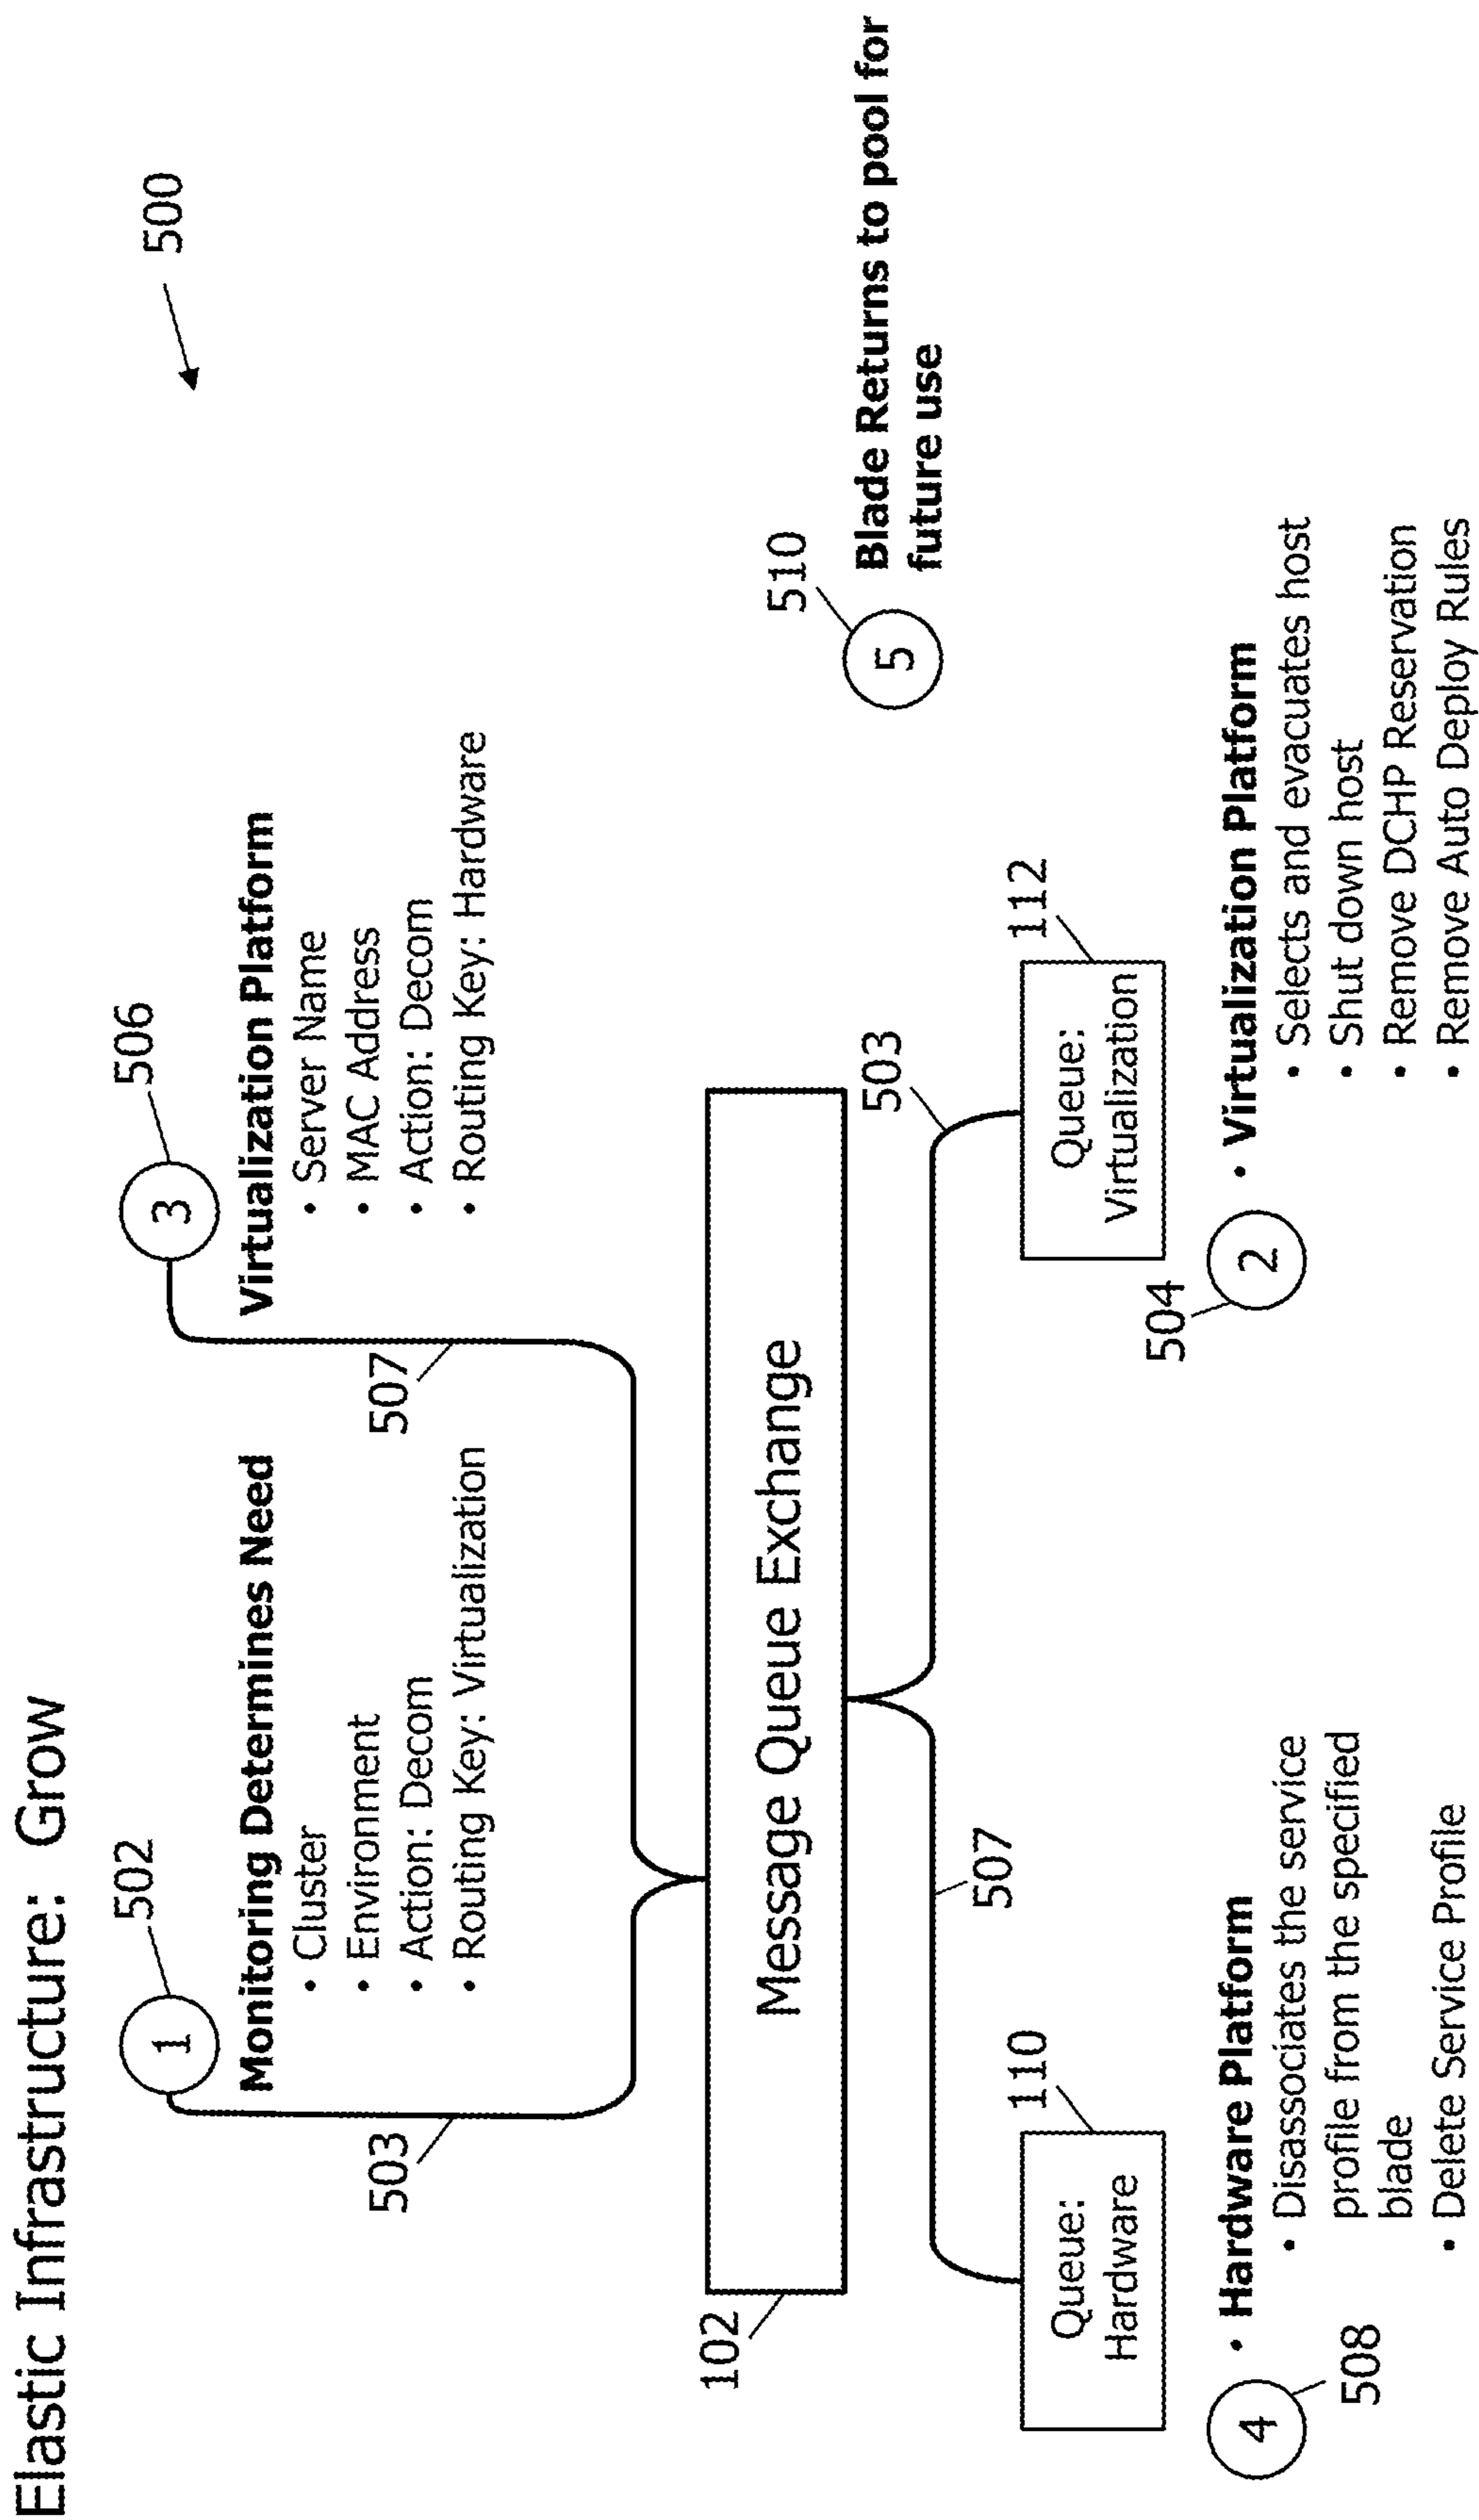 Elastic Infrastructure: Grow
500
502
1
Monitoring Determines Need
• Cluster
• Environment
• Action: Decom
• Routing Key: Virtualization
503
506
3
Virtualization Platform
• Server Name
• MAC Address
• Action: Decom
• Routing Key: Hardware
507
102
Message Queue Exchange
507
503
110
Queue:
Hardware
112
Queue:
Virtualization
510
5
Blade Returns to pool for
future use
4
508
• Hardware Platform
• Disassociates the service
profile from the specified
blade
• Delete Service Profile
504
2
• Virtualization Platform
• Selects and evacuates host
• Shut down host
• Remove DCHP Reservation
• Remove Auto Deploy Rules